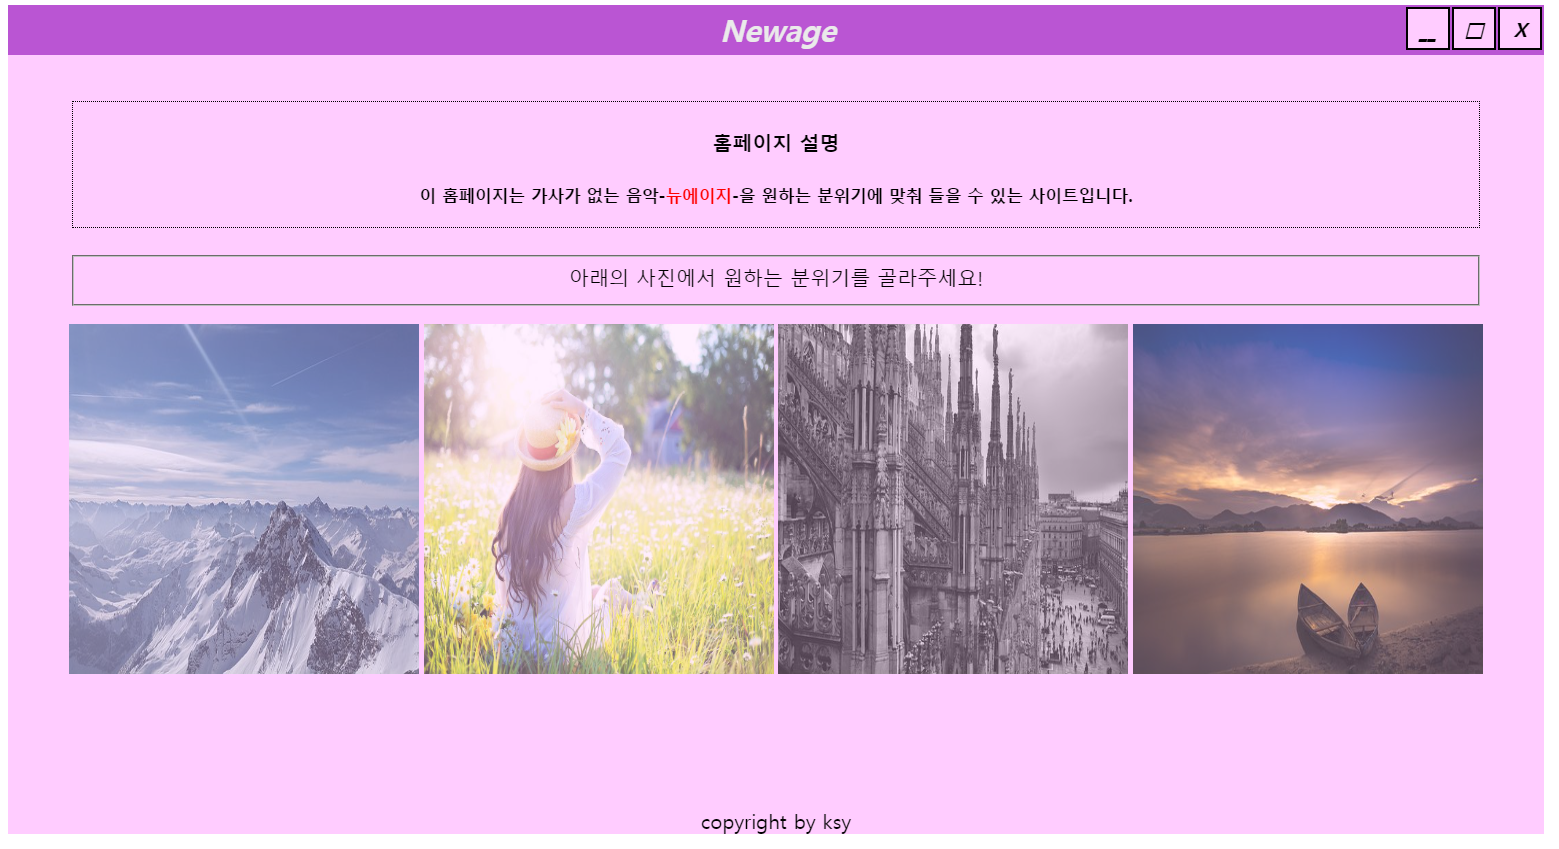 Newage
__ □ X
홈페이지 설명
이 홈페이지는 가사가 없는 음악-뉴에이지-을 원하는 분위기에 맞춰 들을 수 있는 사이트입니다.
아래의 사진에서 원하는 분위기를 골라주세요!
copyright by ksy